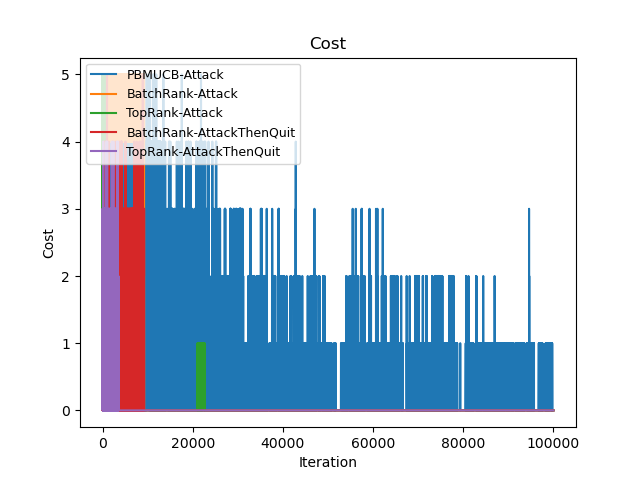 Cost
PBMUCB-Attack
BatchRank-Attack
TopRank-Attack
BatchRank-AttackThenQuit
TopRank-AttackThenQuit
5
4
3
2
1
0
Cost
0 20000 40000 60000 80000 100000
Iteration